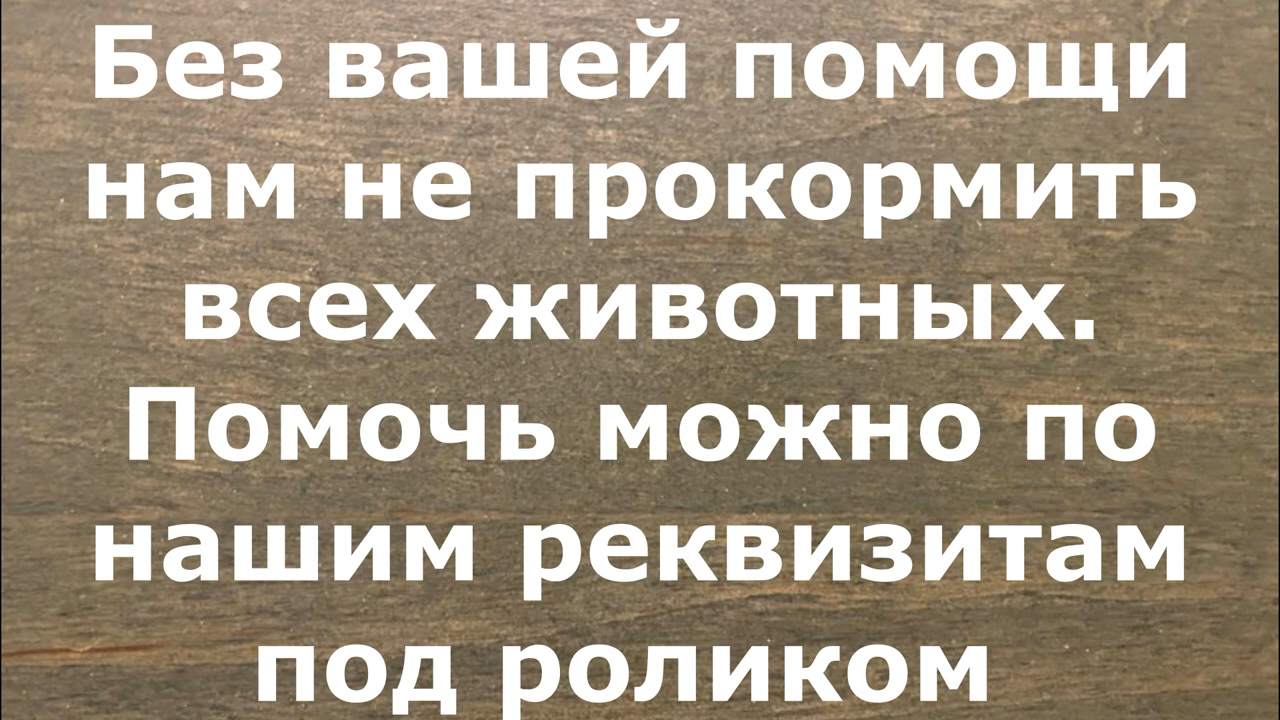 Без вашей помощи
нам не прокормить
всех животных.
Помочь можно по
нашим реквизитам
под роликом